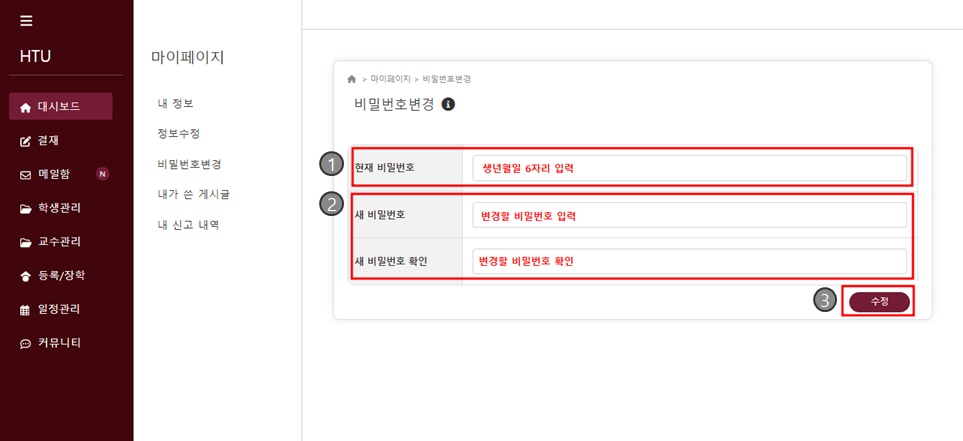 HTU
대시보드
결재
메일함 N
학생관리
교수관리
등록/장학
일정관리
커뮤니티
마이페이지
내 정보
정보수정
비밀번호변경
내가 쓴 게시글
내 신고 내역
> 마이페이지 > 비밀번호변경
비밀번호변경
1 현재 비밀번호 생년월일 6자리 입력
2 새 비밀번호 변경할 비밀번호 입력
새 비밀번호 확인 변경할 비밀번호 확인
3 수정